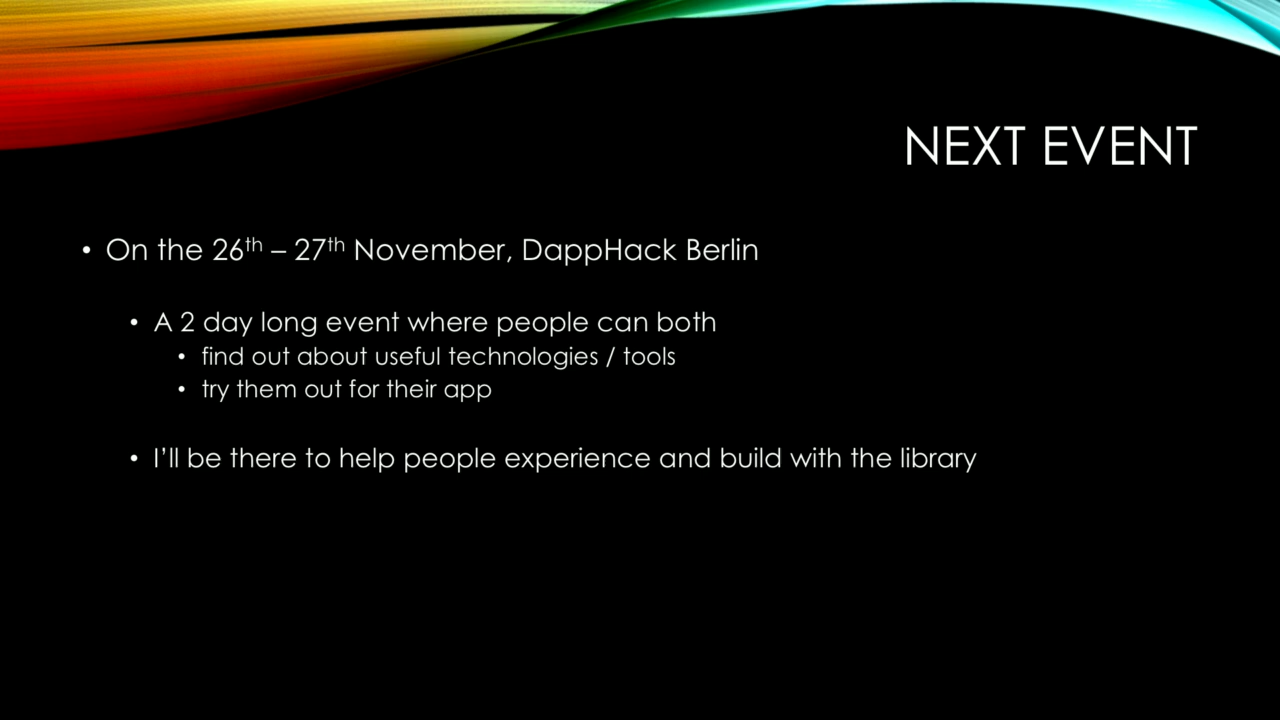 NEXT EVENT
• On the 26th – 27th November, DappHack Berlin
• A 2 day long event where people can both
• find out about useful technologies / tools
• try them out for their app
• I’ll be there to help people experience and build with the library